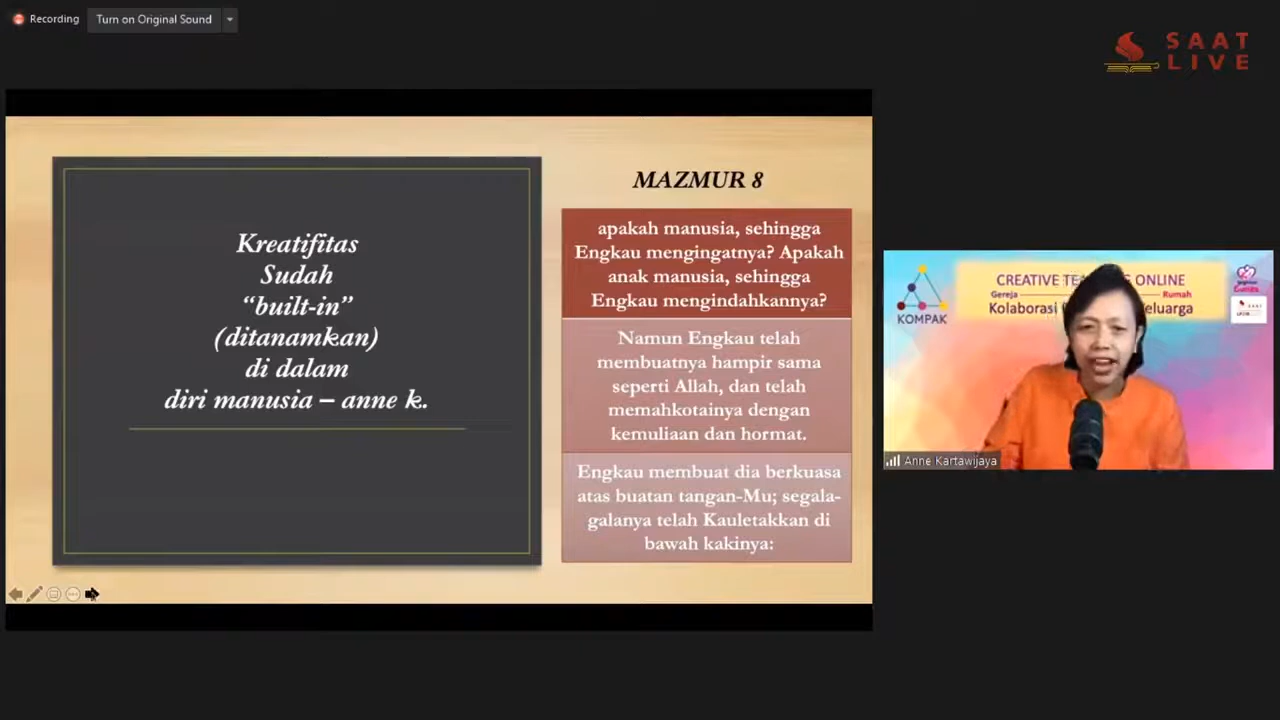 Recording
Turn on Original Sound
SAAT
LIVE
Kreatifitas
Sudah
“built-in”
(ditanamkan)
di dalam
diri manusia – anne k.
MAZMUR 8
apakah manusia, sehingga
Engkau mengingatnya? Apakah
anak manusia, sehingga
Engkau mengindahkannya?
Namun Engkau telah
membuatnya hampir sama
seperti Allah, dan telah
memahkotainya dengan
kemuliaan dan hormat.
Engkau membuat dia berkuasa
atas buatan tangan-Mu; segala-
galanya telah Kauletakkan di
bawah kakinya:
KOMPAK
CREATIVE ONLINE
Gereja Rumah
Kolaborasi
SAAT
Anne Kartawijaya